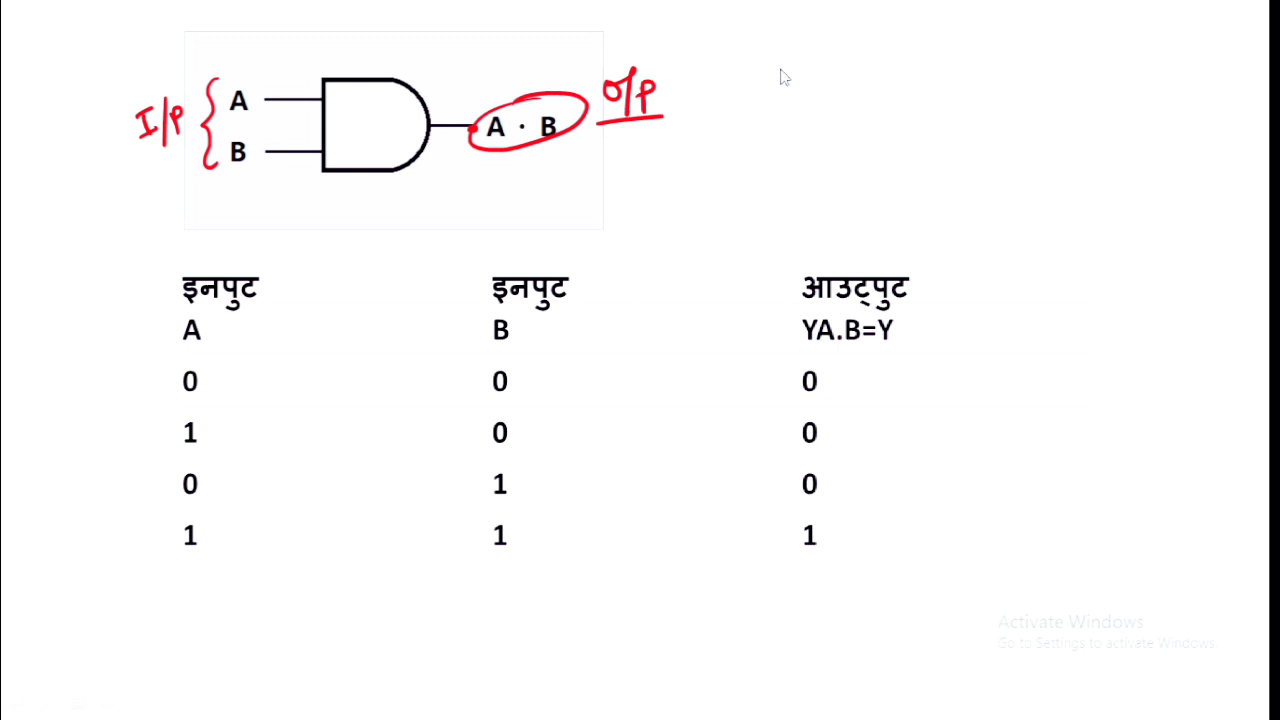 A
I/P
A · B
O/P
B
इनपुट इनपुट आउट्पुट
A B YA.B=Y
0 0 0
1 0 0
0 1 0
1 1 1
Activate Windows
Go to Settings to activate Windows.